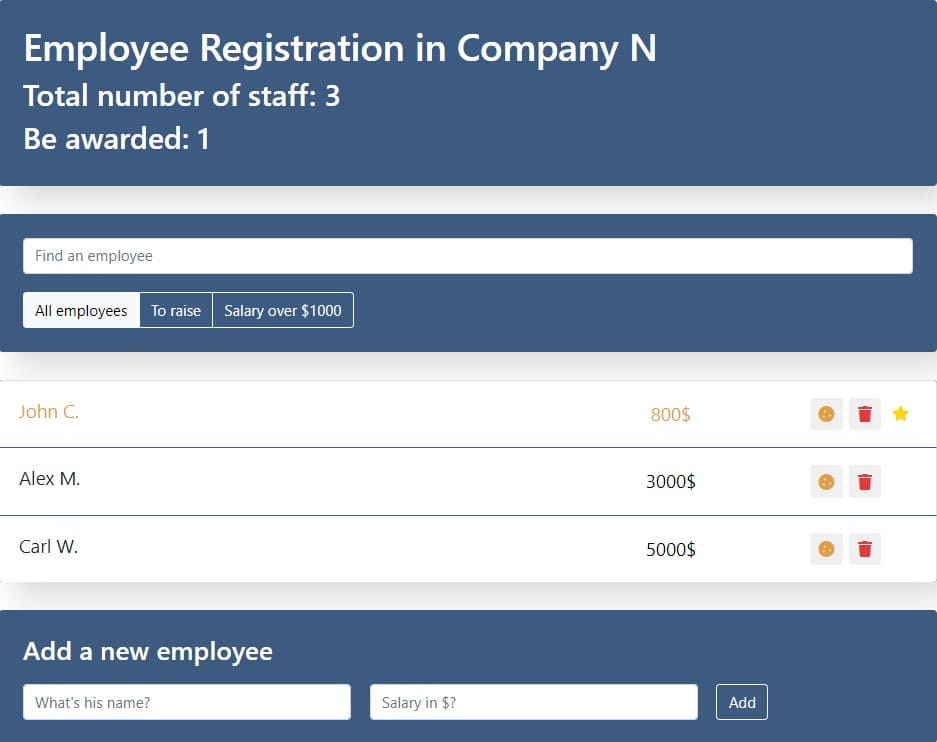 Employee Registration in Company N
Total number of staff: 3
Be awarded: 1
Find an employee
All employees To raise Salary over $1000
John C. 800$
Alex M. 3000$
Carl W. 5000$
Add a new employee
What's his name? Salary in $? Add